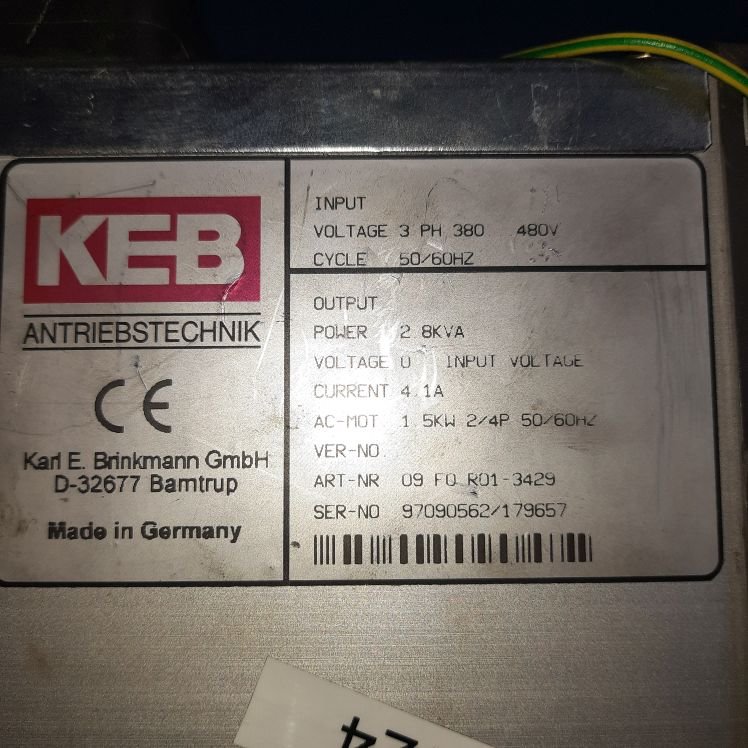 KEB
ANTRIEBSTECHNIK
CE
Karl E. Brinkmann GmbH
D-32677 Barntrup
Made in Germany
INPUT
VOLTAGE 3 PH 380 480V
CYCLE 50/60HZ
OUTPUT
POWER 2 8KVA
VOLTAGE 0 INPUT VOLTAGE
CURRENT 4.1A
AC-MOT 1 5KW 2/4P 50/60HZ
VER-NO.
ART-NR 09 F0 R01-3429
SER-NO 97090562/179657
24